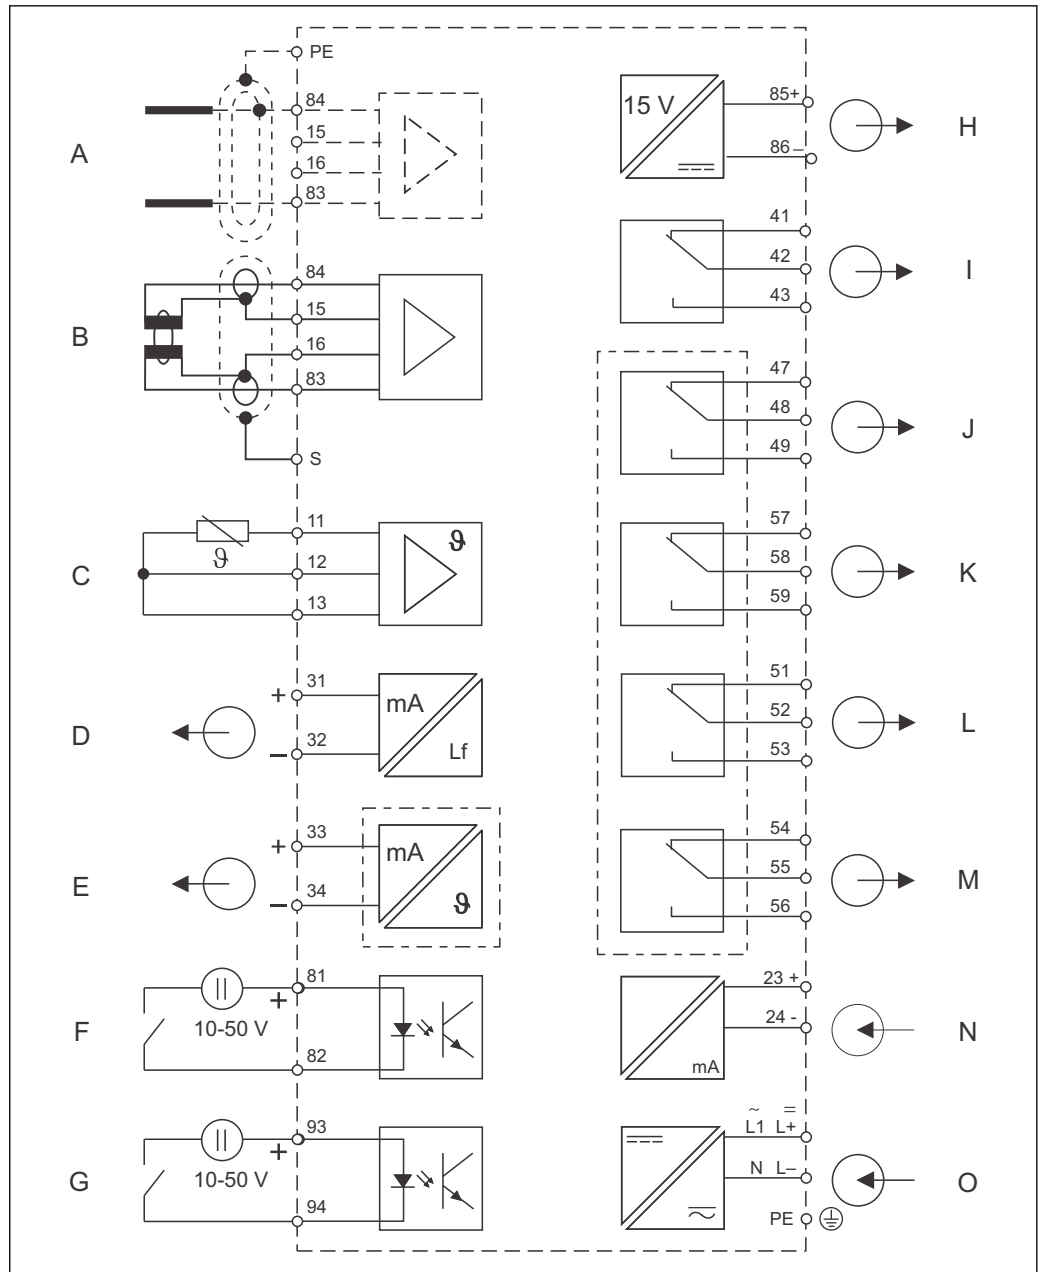 PE
84
15
16
83
A
84
15
16
83
S
B
11
12
13
ϑ
ϑ
C
31
32
+
–
mA
Lf
D
33
34
+
–
mA
ϑ
E
81
+
10-50 V
82
F
93
+
10-50 V
94
G
15 V
85+
86 –
H
41
42
43
I
47
48
49
J
57
58
59
K
51
52
53
L
54
55
56
M
23 +
24 -
mA
N
~ =
L1 L+
N L–
PE
O